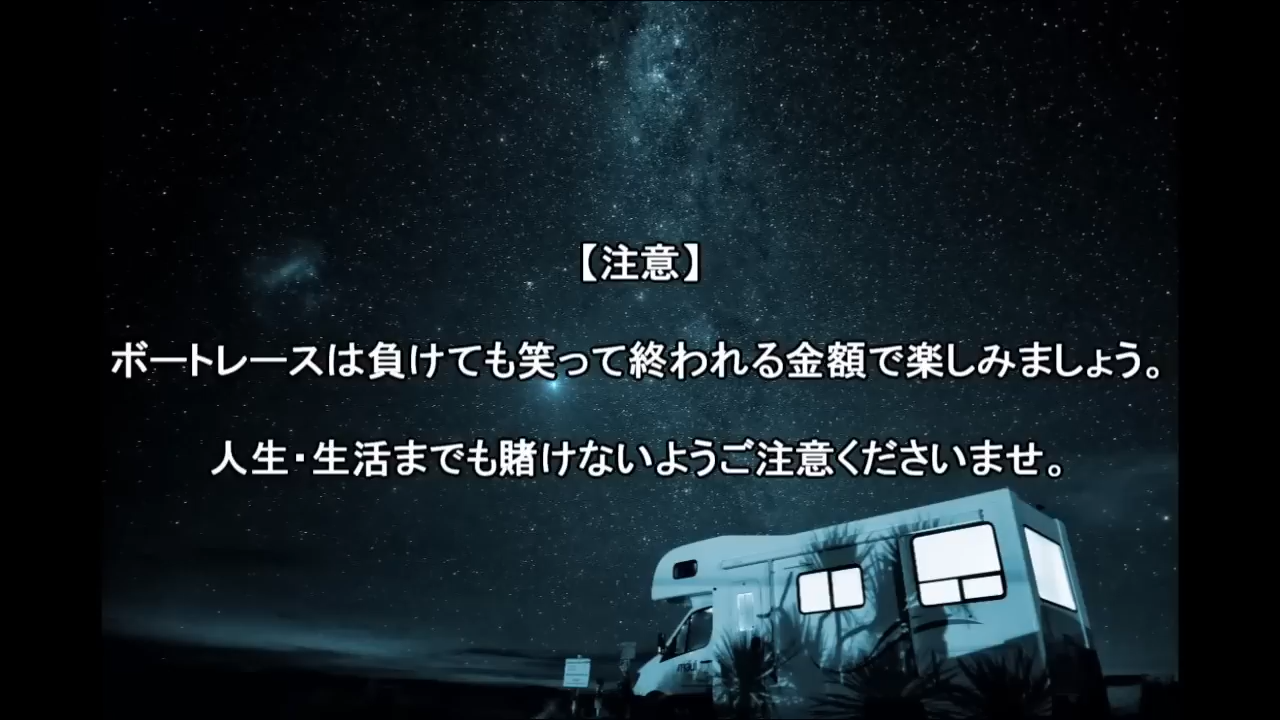 【注意】
ボートレースは負けても笑って終われる金額で楽しみましょう。
人生・生活までも賭けないようご注意くださいませ。